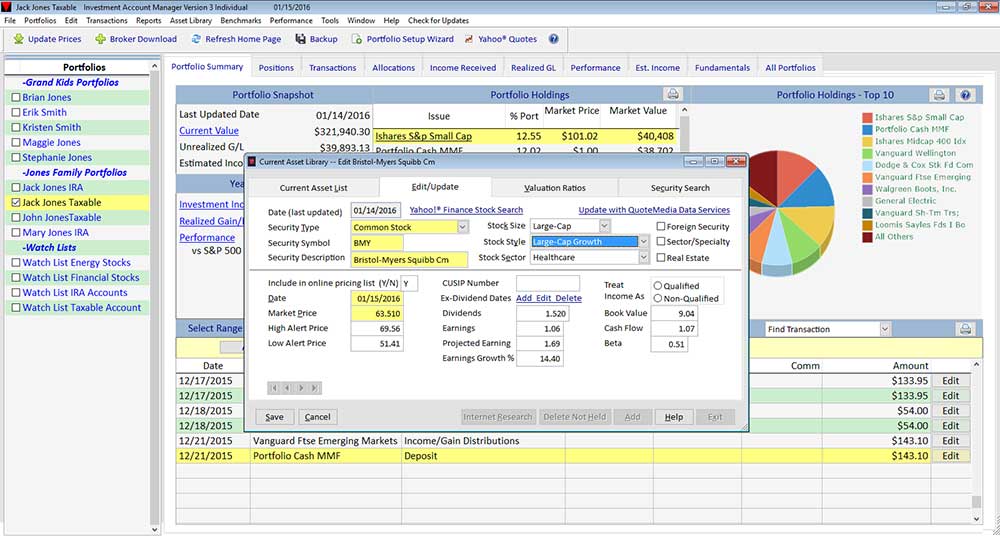 Jack Jones Taxable Investment Account Manager Version 3 Individual 01/15/2016
File Portfolios Edit Transactions Reports Asset Library Benchmarks Performance Tools Window Help Check for Updates
Update Prices Broker Download Refresh Home Page Backup Portfolio Setup Wizard Yahoo!® Quotes
Portfolios
-Grand Kids Portfolios
Brian Jones
Erik Smith
Kristen Smith
Maggie Jones
Stephanie Jones
-Jones Family Portfolios
Jack Jones IRA
Jack Jones Taxable
John JonesTaxable
Mary Jones IRA
-Watch Lists
Watch List Energy Stocks
Watch List Financial Stocks
Watch List IRA Accounts
Watch List Taxable Account
Portfolio Summary Positions Transactions Allocations Income Received Realized GL Performance Est. Income Fundamentals All Portfolios
Portfolio Snapshot
Last Updated Date 01/14/2016
Current Value $321,940.30
Unrealized G/L $39,893.13
Estimated Inco
Yea
Investment Inc
Realized Gain/
Performance
vs S&P 500
Portfolio Holdings
Issue % Port Market Price Market Value
Ishares S&p Small Cap 12.55 $101.02 $40,408
Portfolio Cash MMF 12.02 $1.00 $38,702
Portfolio Holdings - Top 10
Ishares S&p Small Cap
Portfolio Cash MMF
Ishares Midcap 400 Idx
Vanguard Wellington
Dodge & Cox Stk Fd Com
Vanguard Ftse Emerging
Walgreen Boots, Inc.
General Electric
Vanguard Sh-Tm Trs;
Loomis Sayles Fds I Bo
All Others
Current Asset Library -- Edit Bristol-Myers Squibb Cm
Current Asset List Edit/Update Valuation Ratios Security Search
Date (last updated) 01/14/2016 Yahoo!® Finance Stock Search Update with QuoteMedia Data Services
Security Type Common Stock Stock Size Large-Cap Foreign Security
Security Symbol BMY Stock Style Large-Cap Growth Sector/Specialty
Security Description Bristol-Myers Squibb Cm Stock Sector Healthcare Real Estate
Include in online pricing list (Y/N) Y CUSIP Number Treat Income As Qualified
Date 01/15/2016 Ex-Dividend Dates Add Edit Delete Non-Qualified
Market Price 63.510 Dividends 1.520 Book Value 9.04
High Alert Price 69.56 Earnings 1.06 Cash Flow 1.07
Low Alert Price 51.41 Projected Earning 1.69 Beta 0.51
Earnings Growth % 14.40
Save Cancel Internet Research Delete Not Held Add Help Exit
Select Range Find Transaction
A
Date Comm Amount
12/17/2015 $133.95 Edit
12/17/2015 $133.95 Edit
12/18/2015 $54.00 Edit
12/18/2015 $54.00 Edit
12/21/2015 Vanguard Ftse Emerging Markets Income/Gain Distributions $143.10 Edit
12/21/2015 Portfolio Cash MMF Deposit $143.10 Edit